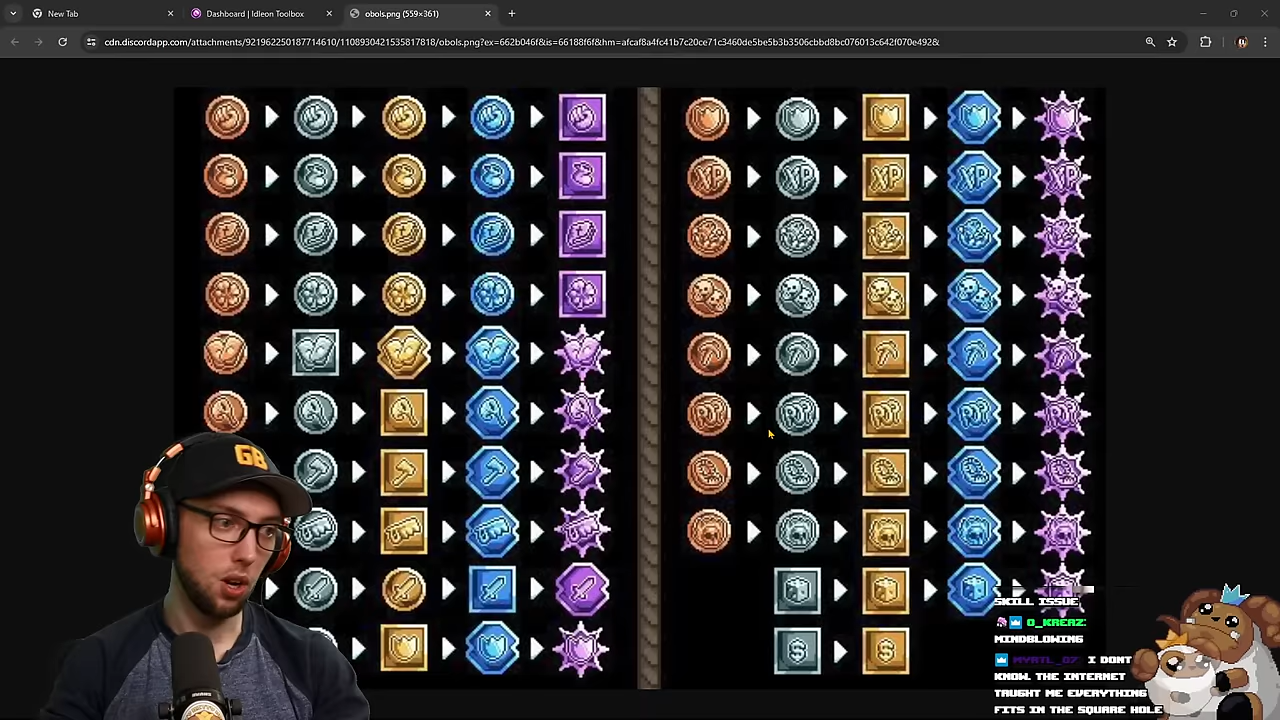 New Tab
Dashboard | Idleon Toolbox
obols.png (559×361)
cdn.discordapp.com/attachments/921962250187714610/1108930421535817818/obols.png?ex=662b046f&is=66188f6f&hm=afcaf8a4fc41b7c20ce71c3460de5be5b3b3506cbbd8bc076013c642f070e492&
XP XP XP XP XP
GB
$ $
SKILL ISSUE
O_KREAZ:
MINDBLOWING
MYRTL_07 I DONT
KNOW THE INTERNET
TAUGHT ME EVERYTHING
FITS IN THE SQUARE HOLE